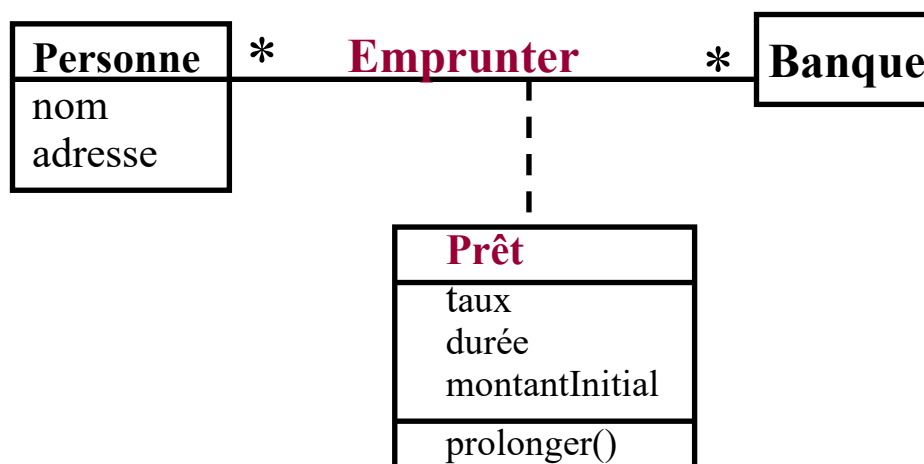 Personne * Emprunter * Banque
nom
adresse
Prêt
taux
durée
montantInitial
prolonger()